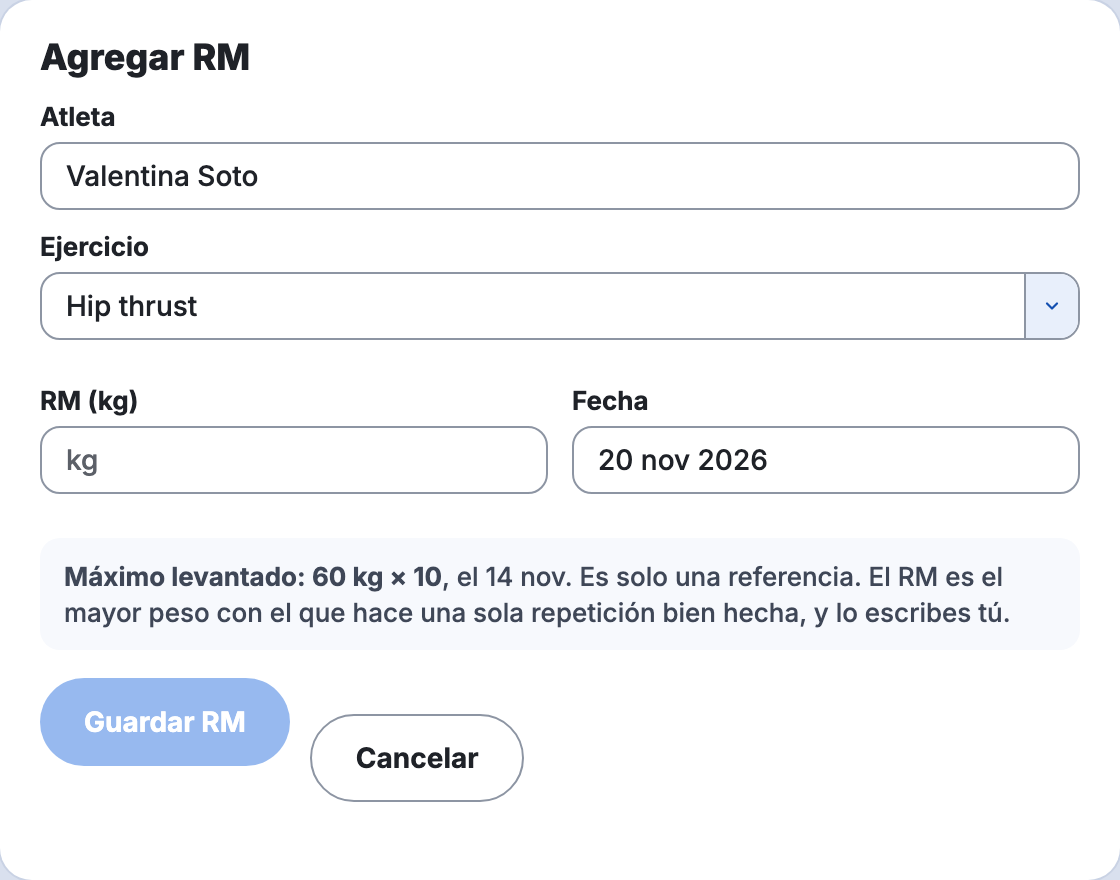 Agregar RM
Atleta
Valentina Soto
Ejercicio
Hip thrust
RM (kg)
Fecha
kg
20 nov 2026
Máximo levantado: 60 kg × 10, el 14 nov. Es solo una referencia. El RM es el
mayor peso con el que hace una sola repetición bien hecha, y lo escribes tú.
Guardar RM
Cancelar